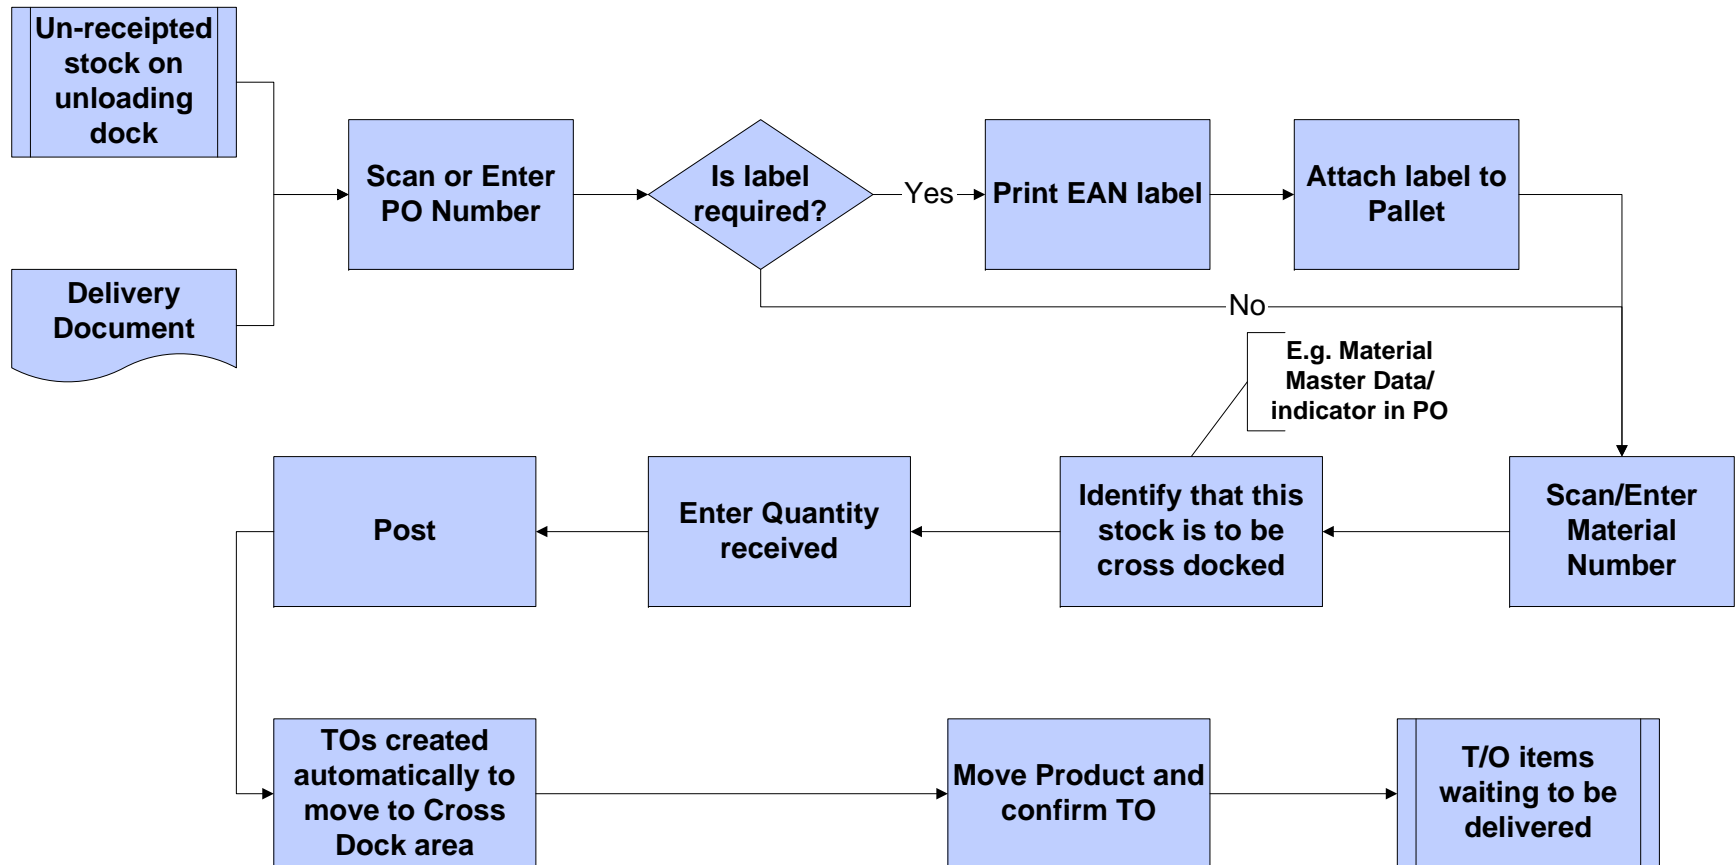 Un-receipted
stock on
unloading
dock
Scan or Enter
PO Number
Is label
required?
Yes
Print EAN label
Attach label to
Pallet
Delivery
Document
No
E.g. Material
Master Data/
indicator in PO
Post
Enter Quantity
received
Identify that this
stock is to be
cross docked
Scan/Enter
Material
Number
TOs created
automatically to
move to Cross
Dock area
Move Product and
confirm TO
T/O items
waiting to be
delivered